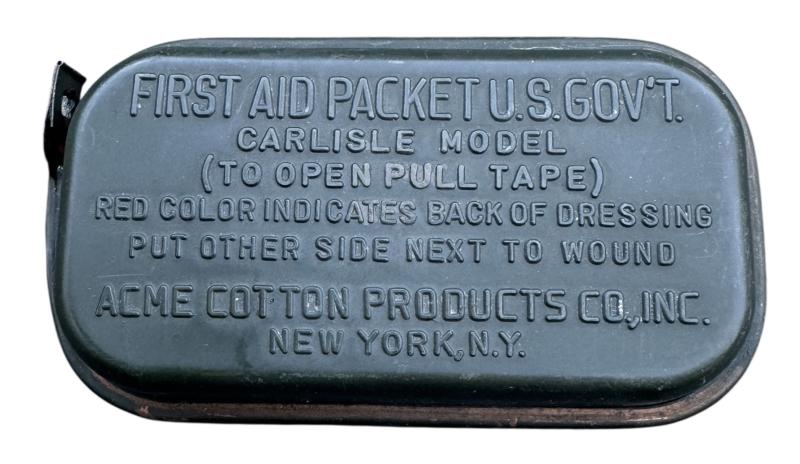 FIRST AID PACKET U.S. GOV'T.
CARLISLE MODEL
(TO OPEN PULL TAPE)
RED COLOR INDICATES BACK OF DRESSING
PUT OTHER SIDE NEXT TO WOUND
ACME COTTON PRODUCTS CO., INC.
NEW YORK, N.Y.